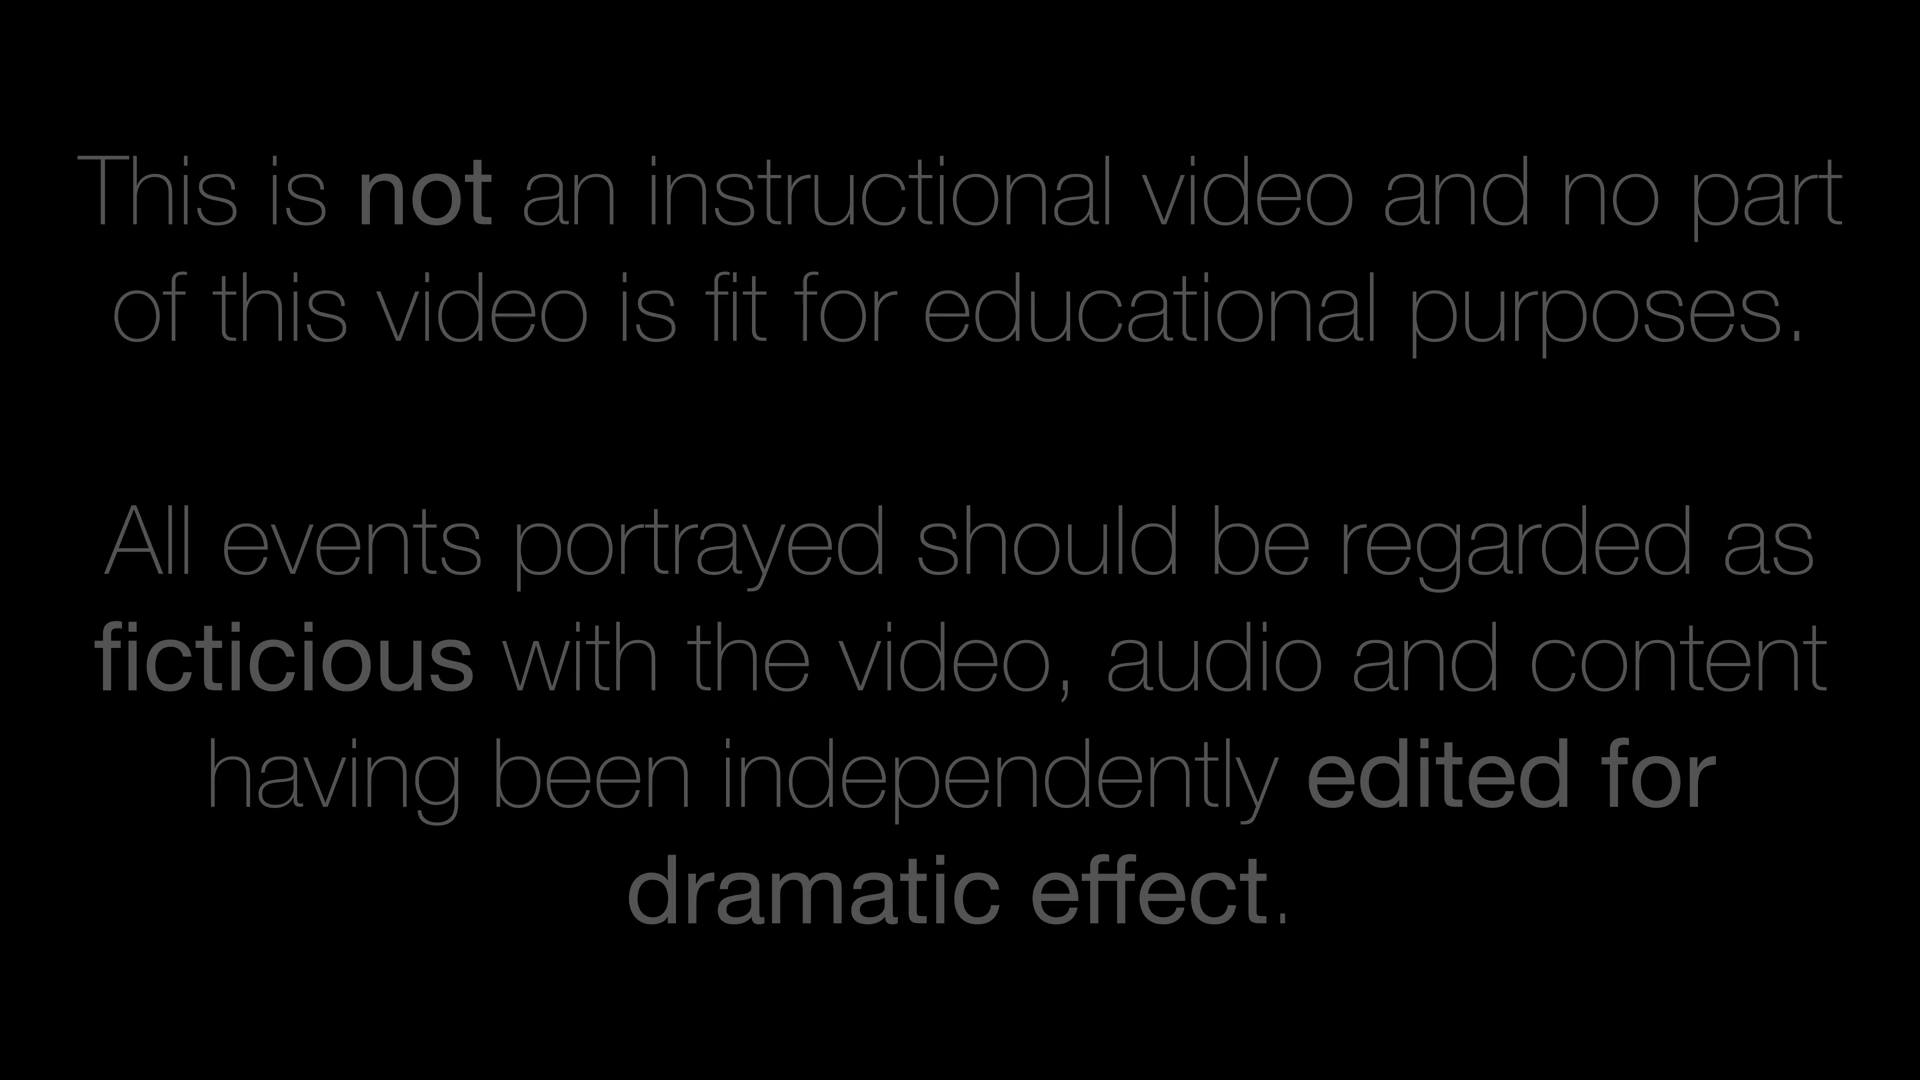 This is not an instructional video and no part
of this video is fit for educational purposes.
All events portrayed should be regarded as
ficticious with the video, audio and content
having been independently edited for
dramatic effect.